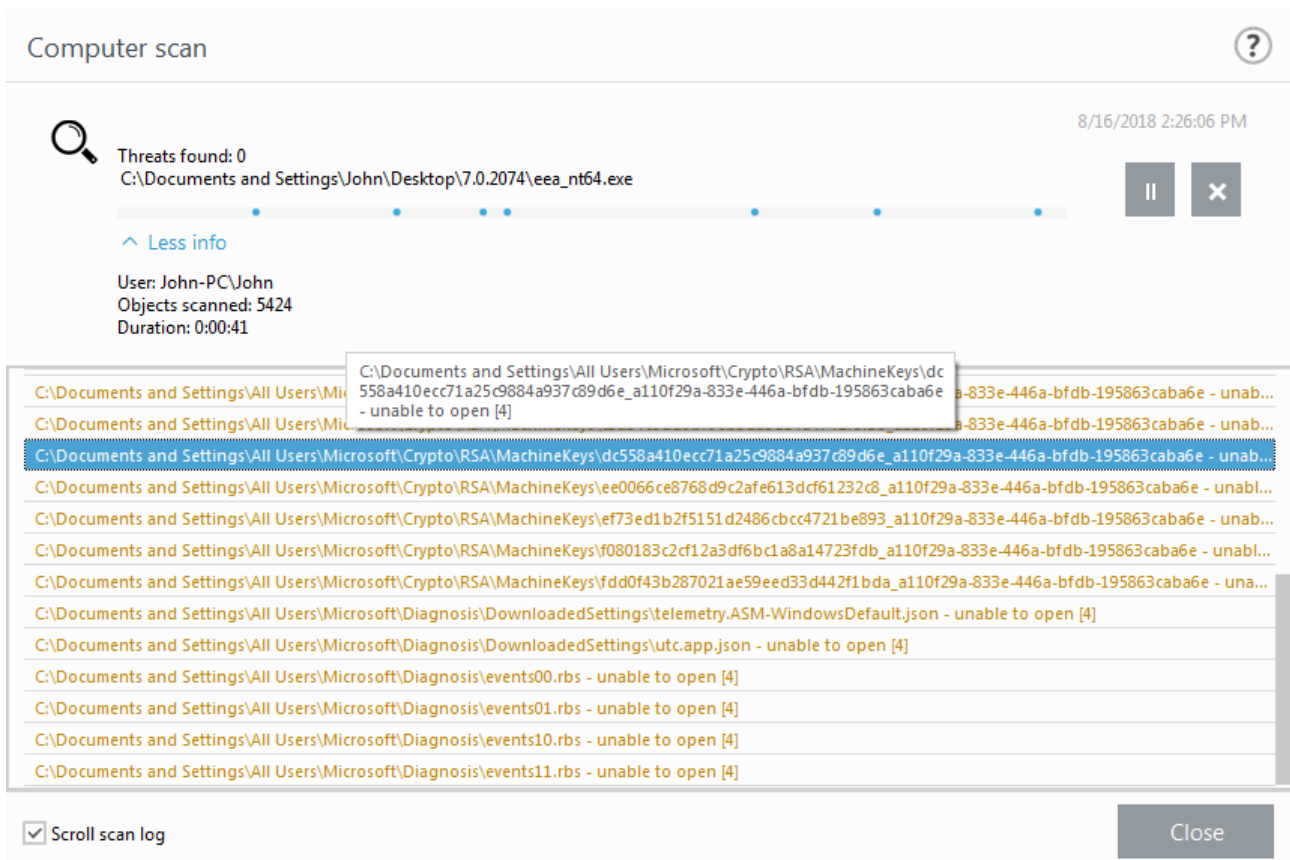 Computer scan
?
8/16/2018 2:26:06 PM
Threats found: 0
C:\Documents and Settings\John\Desktop\7.0.2074\eea_nt64.exe
Less info
User: John-PC\John
Objects scanned: 5424
Duration: 0:00:41
C:\Documents and Settings\All Users\Microsoft\Crypto\RSA\MachineKeys\dc
558a410ecc71a25c9884a937c89d6e_a110f29a-833e-446a-bfdb-195863caba6e
- unable to open [4]
C:\Documents and Settings\All Users\Mi a-833e-446a-bfdb-195863caba6e - unab...
C:\Documents and Settings\All Users a-833e-446a-bfdb-195863caba6e - unab...
C:\Documents and Settings\All Users\Microsoft\Crypto\RSA\MachineKeys\dc558a410ecc71a25c9884a937c89d6e_a110f29a-833e-446a-bfdb-195863caba6e - unab...
C:\Documents and Settings\All Users\Microsoft\Crypto\RSA\MachineKeys\ee0066ce8768d9c2afe613dcf61232c8_a110f29a-833e-446a-bfdb-195863caba6e - unabl...
C:\Documents and Settings\All Users\Microsoft\Crypto\RSA\MachineKeys\ef73ed1b2f5151d2486cbcc4721be893_a110f29a-833e-446a-bfdb-195863caba6e - unab...
C:\Documents and Settings\All Users\Microsoft\Crypto\RSA\MachineKeys\f080183c2cf12a3df6bc1a8a14723fdb_a110f29a-833e-446a-bfdb-195863caba6e - unabl...
C:\Documents and Settings\All Users\Microsoft\Crypto\RSA\MachineKeys\fdd0f43b287021ae59eed33d442f1bda_a110f29a-833e-446a-bfdb-195863caba6e - una...
C:\Documents and Settings\All Users\Microsoft\Diagnosis\DownloadedSettings\telemetry.ASM-WindowsDefault.json - unable to open [4]
C:\Documents and Settings\All Users\Microsoft\Diagnosis\DownloadedSettings\utc.app.json - unable to open [4]
C:\Documents and Settings\All Users\Microsoft\Diagnosis\events00.rbs - unable to open [4]
C:\Documents and Settings\All Users\Microsoft\Diagnosis\events01.rbs - unable to open [4]
C:\Documents and Settings\All Users\Microsoft\Diagnosis\events10.rbs - unable to open [4]
C:\Documents and Settings\All Users\Microsoft\Diagnosis\events11.rbs - unable to open [4]
Scroll scan log
Close